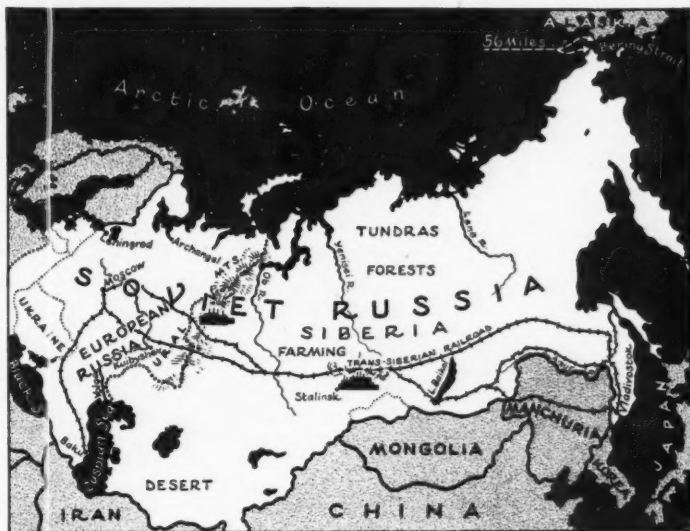 ALASKA
56 Miles
Bering Strait
Arctic Ocean
Leningrad
Archangel
MTS.
Ob R.
Yenisei R.
Lena R.
TUNDRAS
FORESTS
Moscow
SOVIET RUSSIA
UKRAINE
EUROPEAN
RUSSIA
URAL
SIBERIA
Kuibyshev
FARMING
TRANS-SIBERIAN RAILROAD
L. Baikal
Stalinsk
Vladivostok
MANCHURIA
Baku
Caspian Sea
MONGOLIA
KOREA
JAPAN
DESERT
IRAN
CHINA